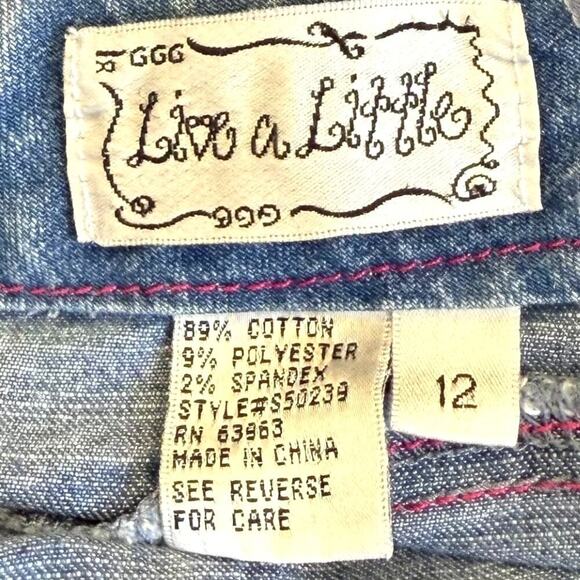 GGG
Live a Little
GGG
89% COTTON
9% POLYESTER
2% SPANDEX
STYLE#S50239
RN 63963
MADE IN CHINA
SEE REVERSE
FOR CARE
12